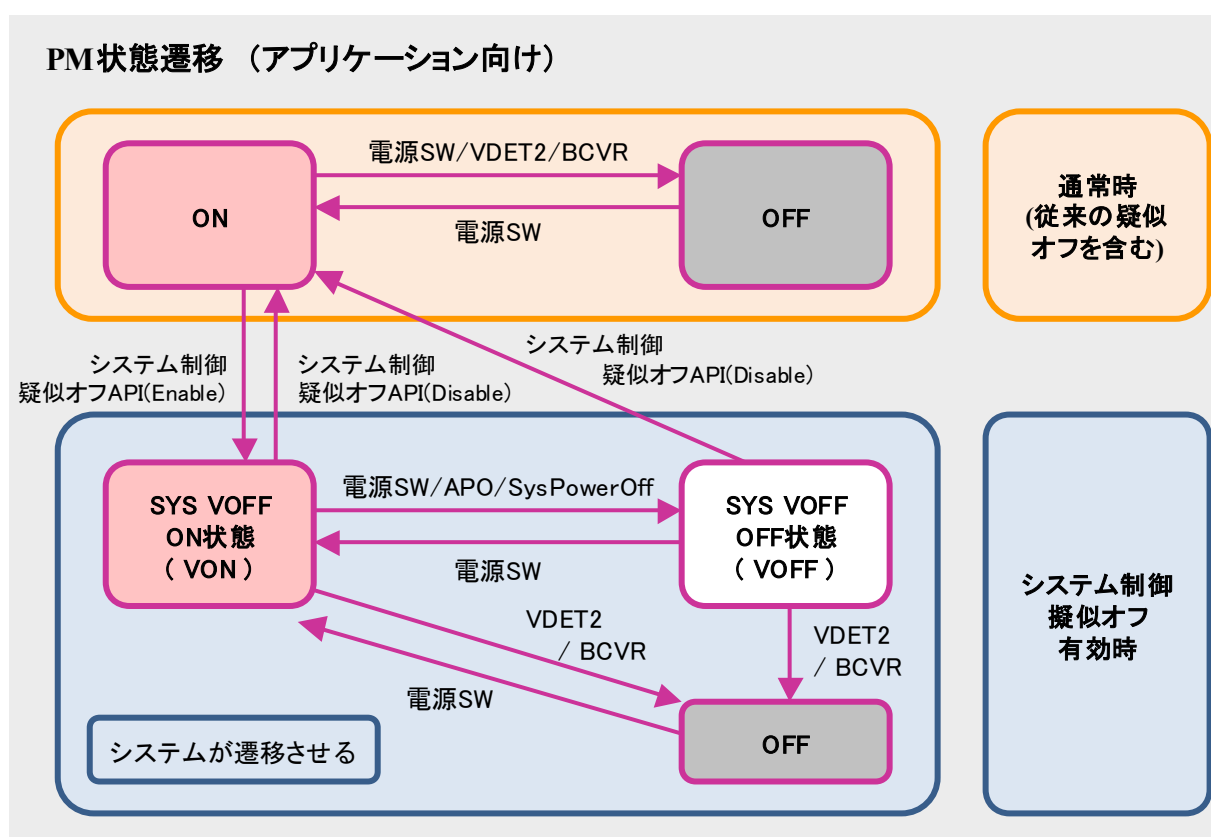 PM状態遷移 （アプリケーション向け）
電源SW/VDET2/BCVR
ON
OFF
電源SW
通常時
(従来の疑似
オフを含む)
システム制御
疑似オフAPI(Enable)
システム制御
疑似オフAPI(Disable)
システム制御
疑似オフAPI(Disable)
SYS VOFF
ON状態
( VON )
電源SW/APO/SysPowerOff
電源SW
SYS VOFF
OFF状態
( VOFF )
VDET2
/ BCVR
VDET2
/ BCVR
電源SW
OFF
システムが遷移させる
システム制御
擬似オフ
有効時